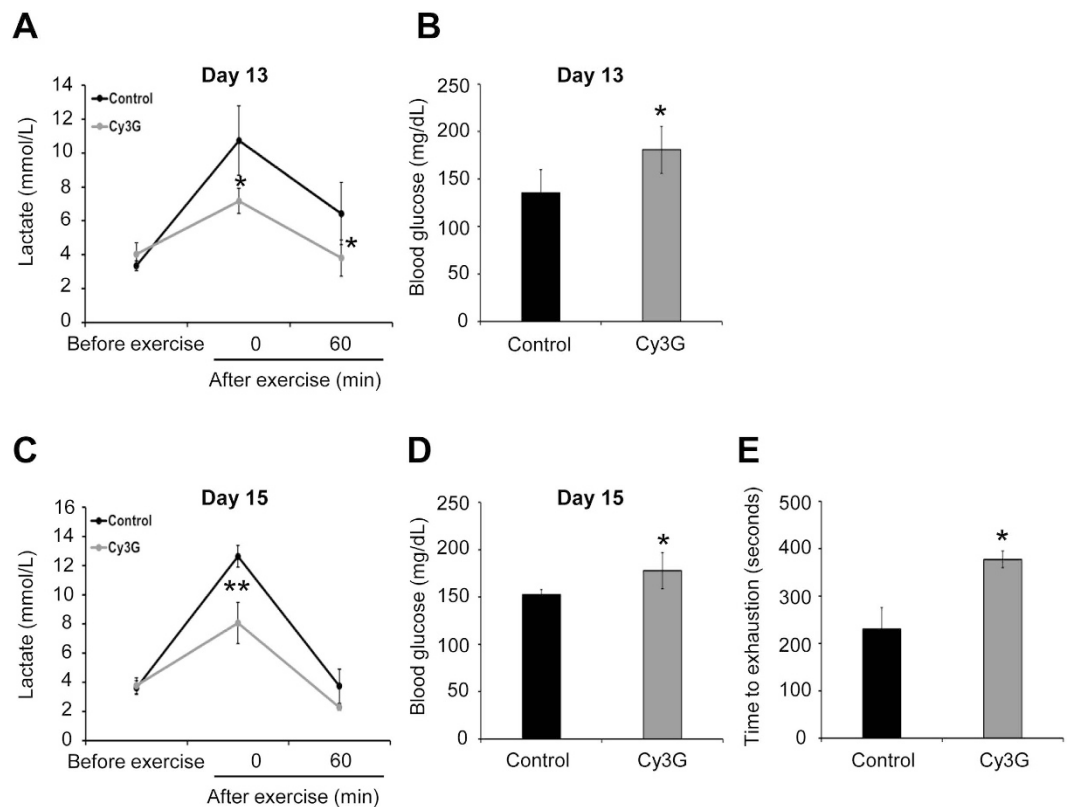 A
Day 13
Lactate (mmol/L)
14
12
10
8
6
4
2
0
Control
Cy3G
*
*
Before exercise 0 60
After exercise (min)
B
Day 13
Blood glucose (mg/dL)
250
200
150
100
50
0
*
Control Cy3G
C
Day 15
Lactate (mmol/L)
16
14
12
10
8
6
4
2
0
Control
Cy3G
**
Before exercise 0 60
After exercise (min)
D
Day 15
Blood glucose (mg/dL)
250
200
150
100
50
0
*
Control Cy3G
E
Time to exhaustion (seconds)
500
400
300
200
100
0
*
Control Cy3G